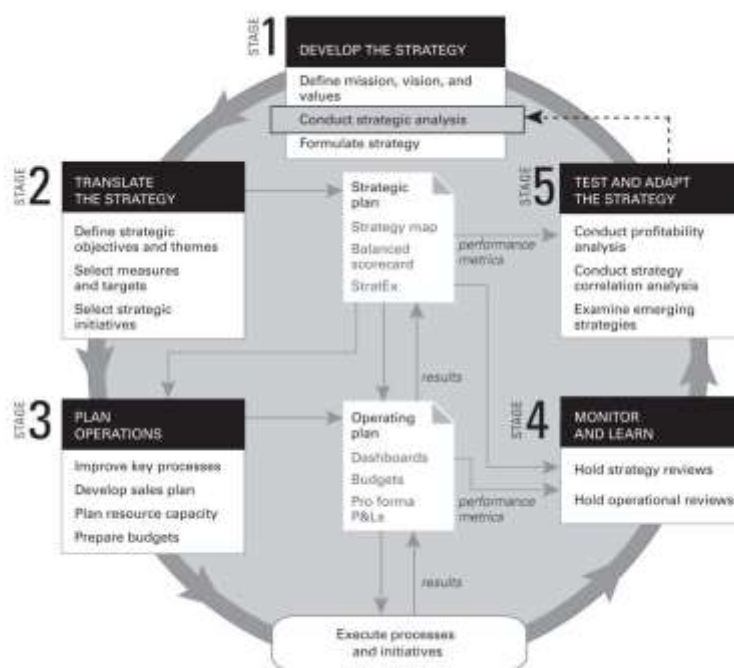 STAGE 1
DEVELOP THE STRATEGY
Define mission, vision, and
values
Conduct strategic analysis
Formulate strategy
STAGE 2
TRANSLATE
THE STRATEGY
Define strategic
objectives and themes
Select measures
and targets
Select strategic
initiatives
Strategic
plan
Strategy map
Balanced
scorecard
StratEx
performance
metrics
STAGE 5
TEST AND ADAPT
THE STRATEGY
Conduct profitability
analysis
Conduct strategy
correlation analysis
Examine emerging
strategies
results
STAGE 3
PLAN
OPERATIONS
Improve key processes
Develop sales plan
Plan resource capacity
Prepare budgets
Operating
plan
Dashboards
Budgets
Pro forma
P&Ls
performance
metrics
STAGE 4
MONITOR
AND LEARN
Hold strategy reviews
Hold operational reviews
results
Execute processes
and initiatives